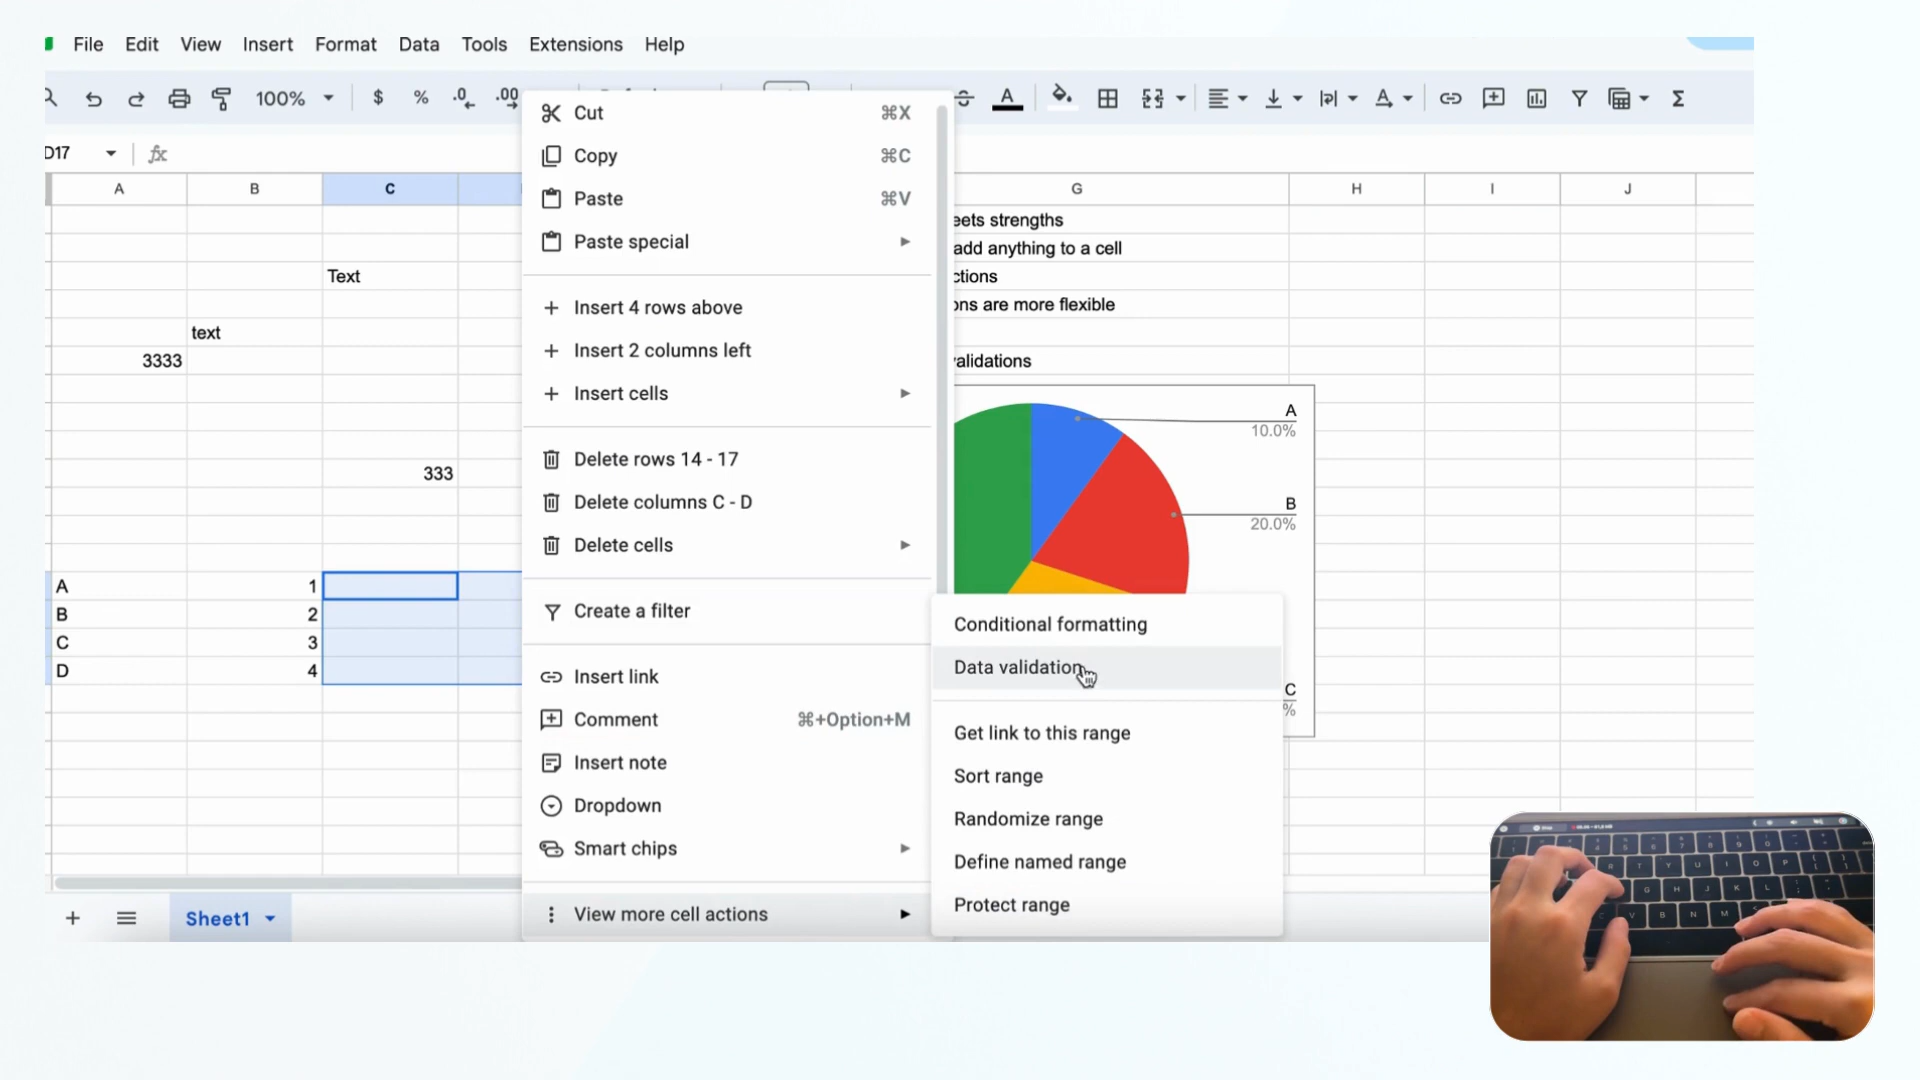 File Edit View Insert Format Data Tools Extensions Help
100% $ % .0 .00 A A Σ
D17 fx
A B C G H I J
eets strengths
add anything to a cell
Text ctions
ons are more flexible
text
3333 alidations
333
A 1
B 2
C 3
D 4
Cut ⌘X
Copy ⌘C
Paste ⌘V
Paste special
Insert 4 rows above
Insert 2 columns left
Insert cells
Delete rows 14 - 17
Delete columns C - D
Delete cells
Create a filter
Insert link
Comment ⌘+Option+M
Insert note
Dropdown
Smart chips
View more cell actions
A
10.0%
B
20.0%
C
%
Conditional formatting
Data validation
Get link to this range
Sort range
Randomize range
Define named range
Protect range
Sheet1